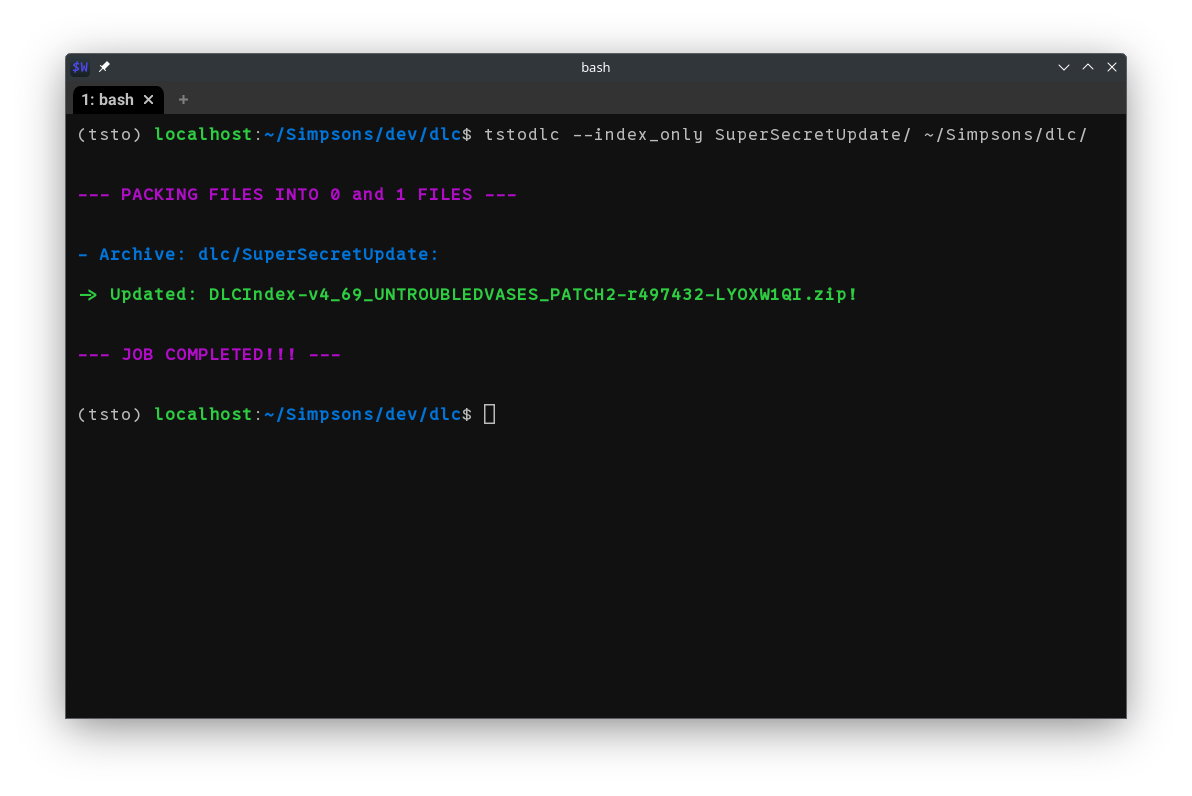 $W bash
1: bash × +
(tsto) localhost:~/Simpsons/dev/dlc$ tstodlc --index_only SuperSecretUpdate/ ~/Simpsons/dlc/
--- PACKING FILES INTO 0 and 1 FILES ---
- Archive: dlc/SuperSecretUpdate:
-> Updated: DLCIndex-v4_69_UNTROUBLEDVASES_PATCH2-r497432-LYOXW1QI.zip!
--- JOB COMPLETED!!! ---
(tsto) localhost:~/Simpsons/dev/dlc$